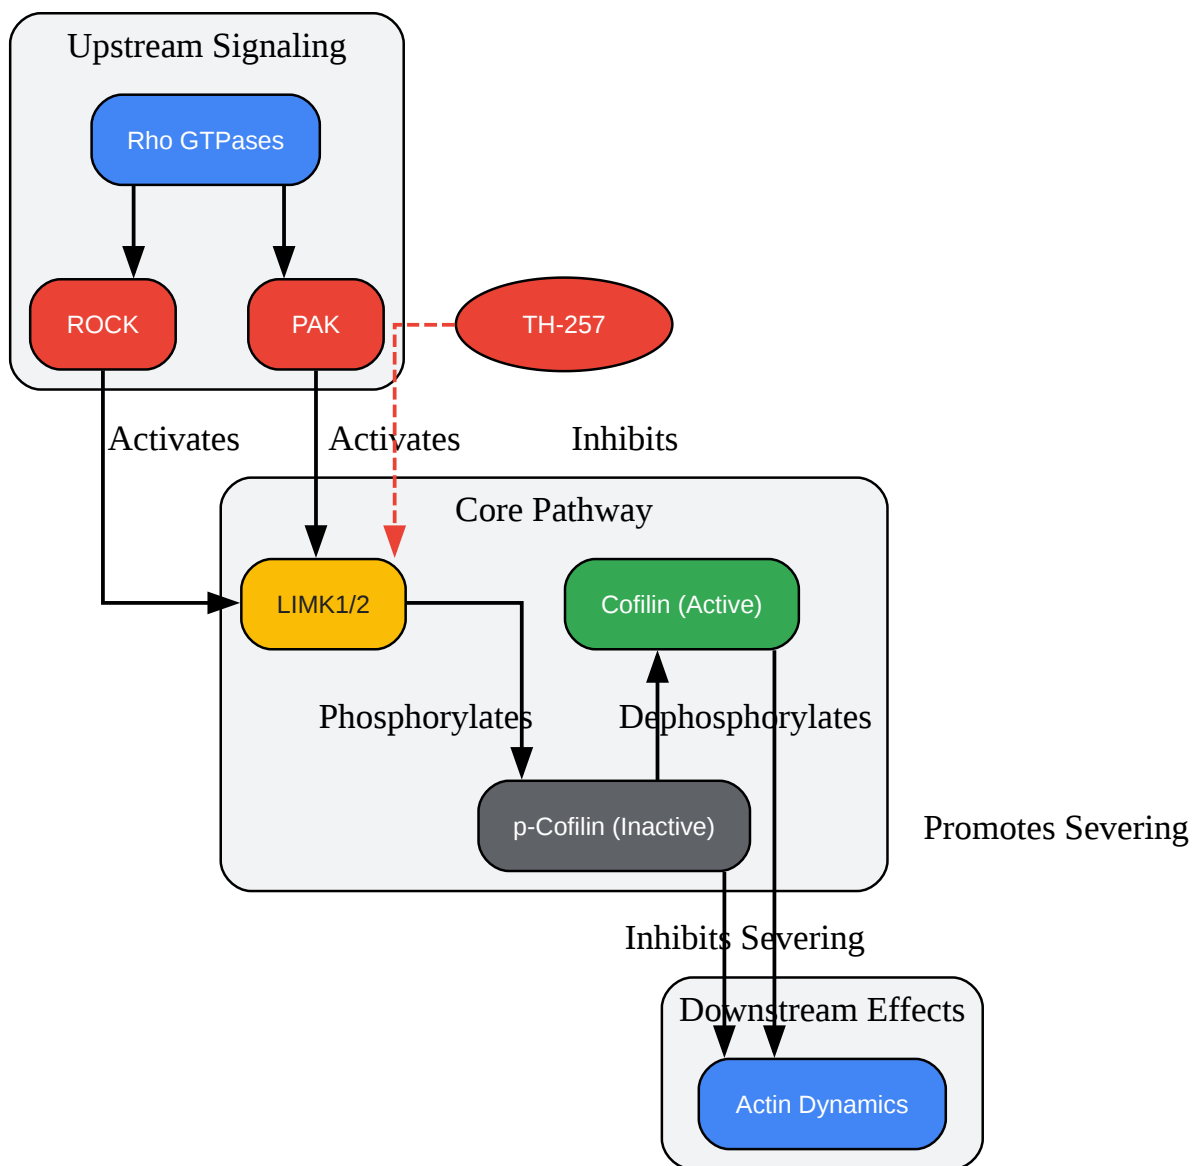 Upstream Signaling
Rho GTPases
ROCK
PAK
TH-257
Activates
Activates
Inhibits
Core Pathway
LIMK1/2
Cofilin (Active)
Phosphorylates
Dephosphorylates
p-Cofilin (Inactive)
Promotes Severing
Inhibits Severing
Downstream Effects
Actin Dynamics